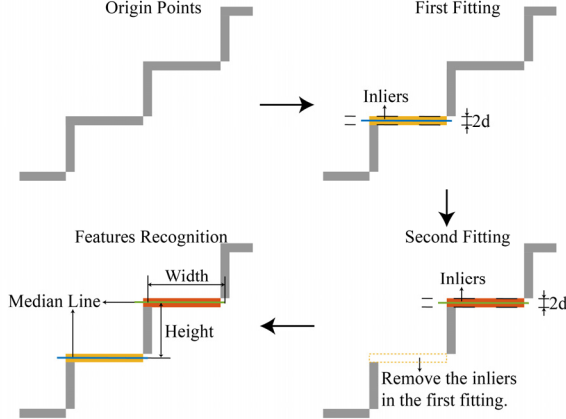 Origin Points
First Fitting
Inliers
2d
Features Recognition
Second Fitting
Width
Inliers
Median Line
2d
Height
Remove the inliers
in the first fitting.